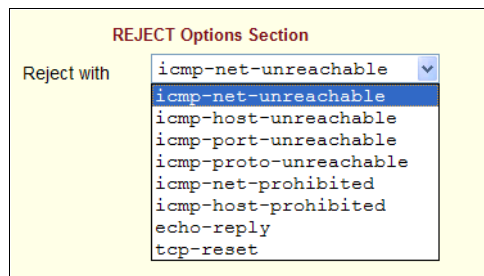 REJECT Options Section
Reject with icmp-net-unreachable
icmp-net-unreachable
icmp-host-unreachable
icmp-port-unreachable
icmp-proto-unreachable
icmp-net-prohibited
icmp-host-prohibited
echo-reply
tcp-reset